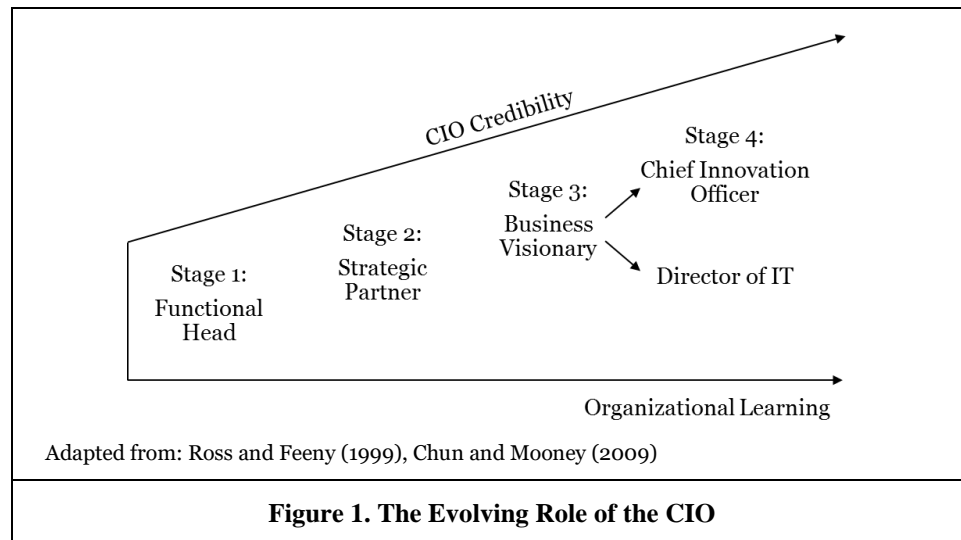 CIO Credibility
Stage 1:
Functional
Head
Stage 2:
Strategic
Partner
Stage 3:
Business
Visionary
Stage 4:
Chief Innovation
Officer
Director of IT
Organizational Learning
Adapted from: Ross and Feeny (1999), Chun and Mooney (2009)
Figure 1. The Evolving Role of the CIO